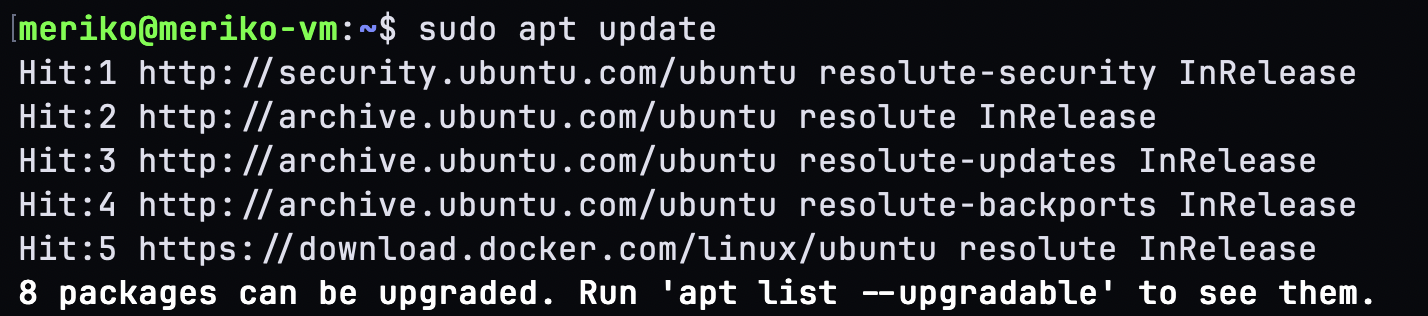 [meriko@meriko-vm:~$ sudo apt update
Hit:1 http://security.ubuntu.com/ubuntu resolute-security InRelease
Hit:2 http://archive.ubuntu.com/ubuntu resolute InRelease
Hit:3 http://archive.ubuntu.com/ubuntu resolute-updates InRelease
Hit:4 http://archive.ubuntu.com/ubuntu resolute-backports InRelease
Hit:5 https://download.docker.com/linux/ubuntu resolute InRelease
8 packages can be upgraded. Run 'apt list --upgradable' to see them.